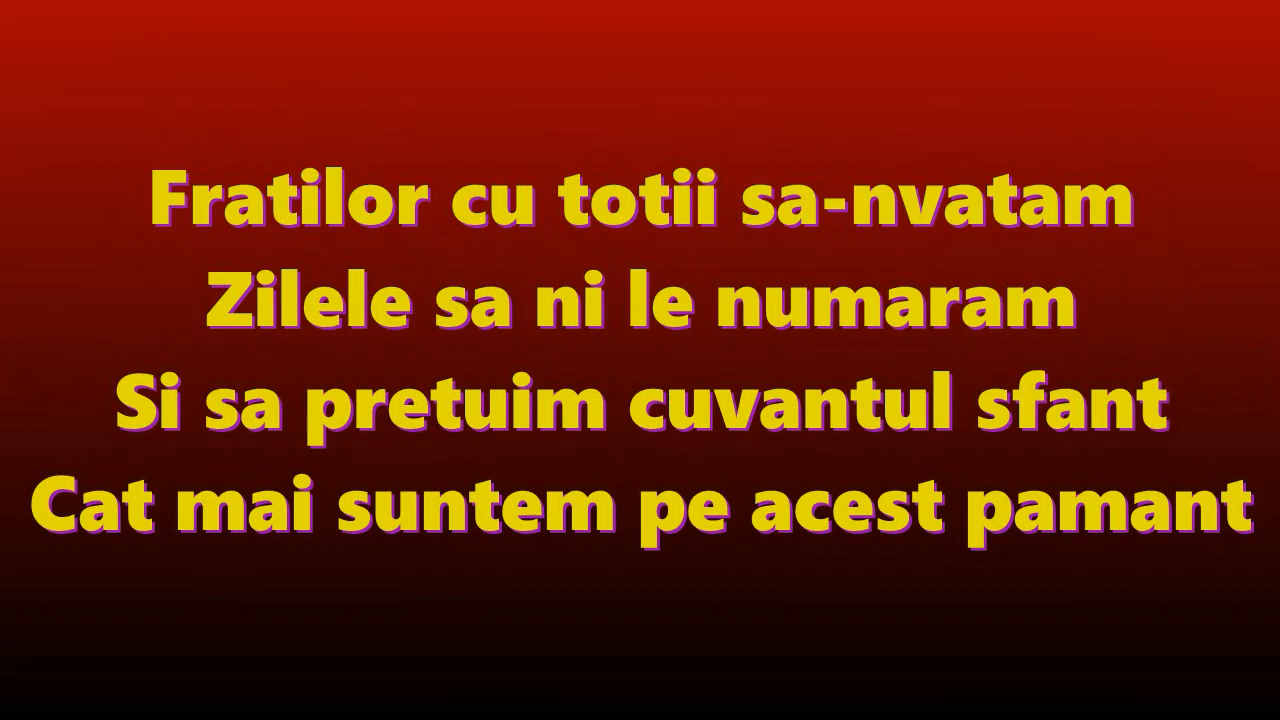 Fratilor cu totii sa-nvatam
Zilele sa ni le numaram
Si sa pretuim cuvantul sfant
Cat mai suntem pe acest pamant